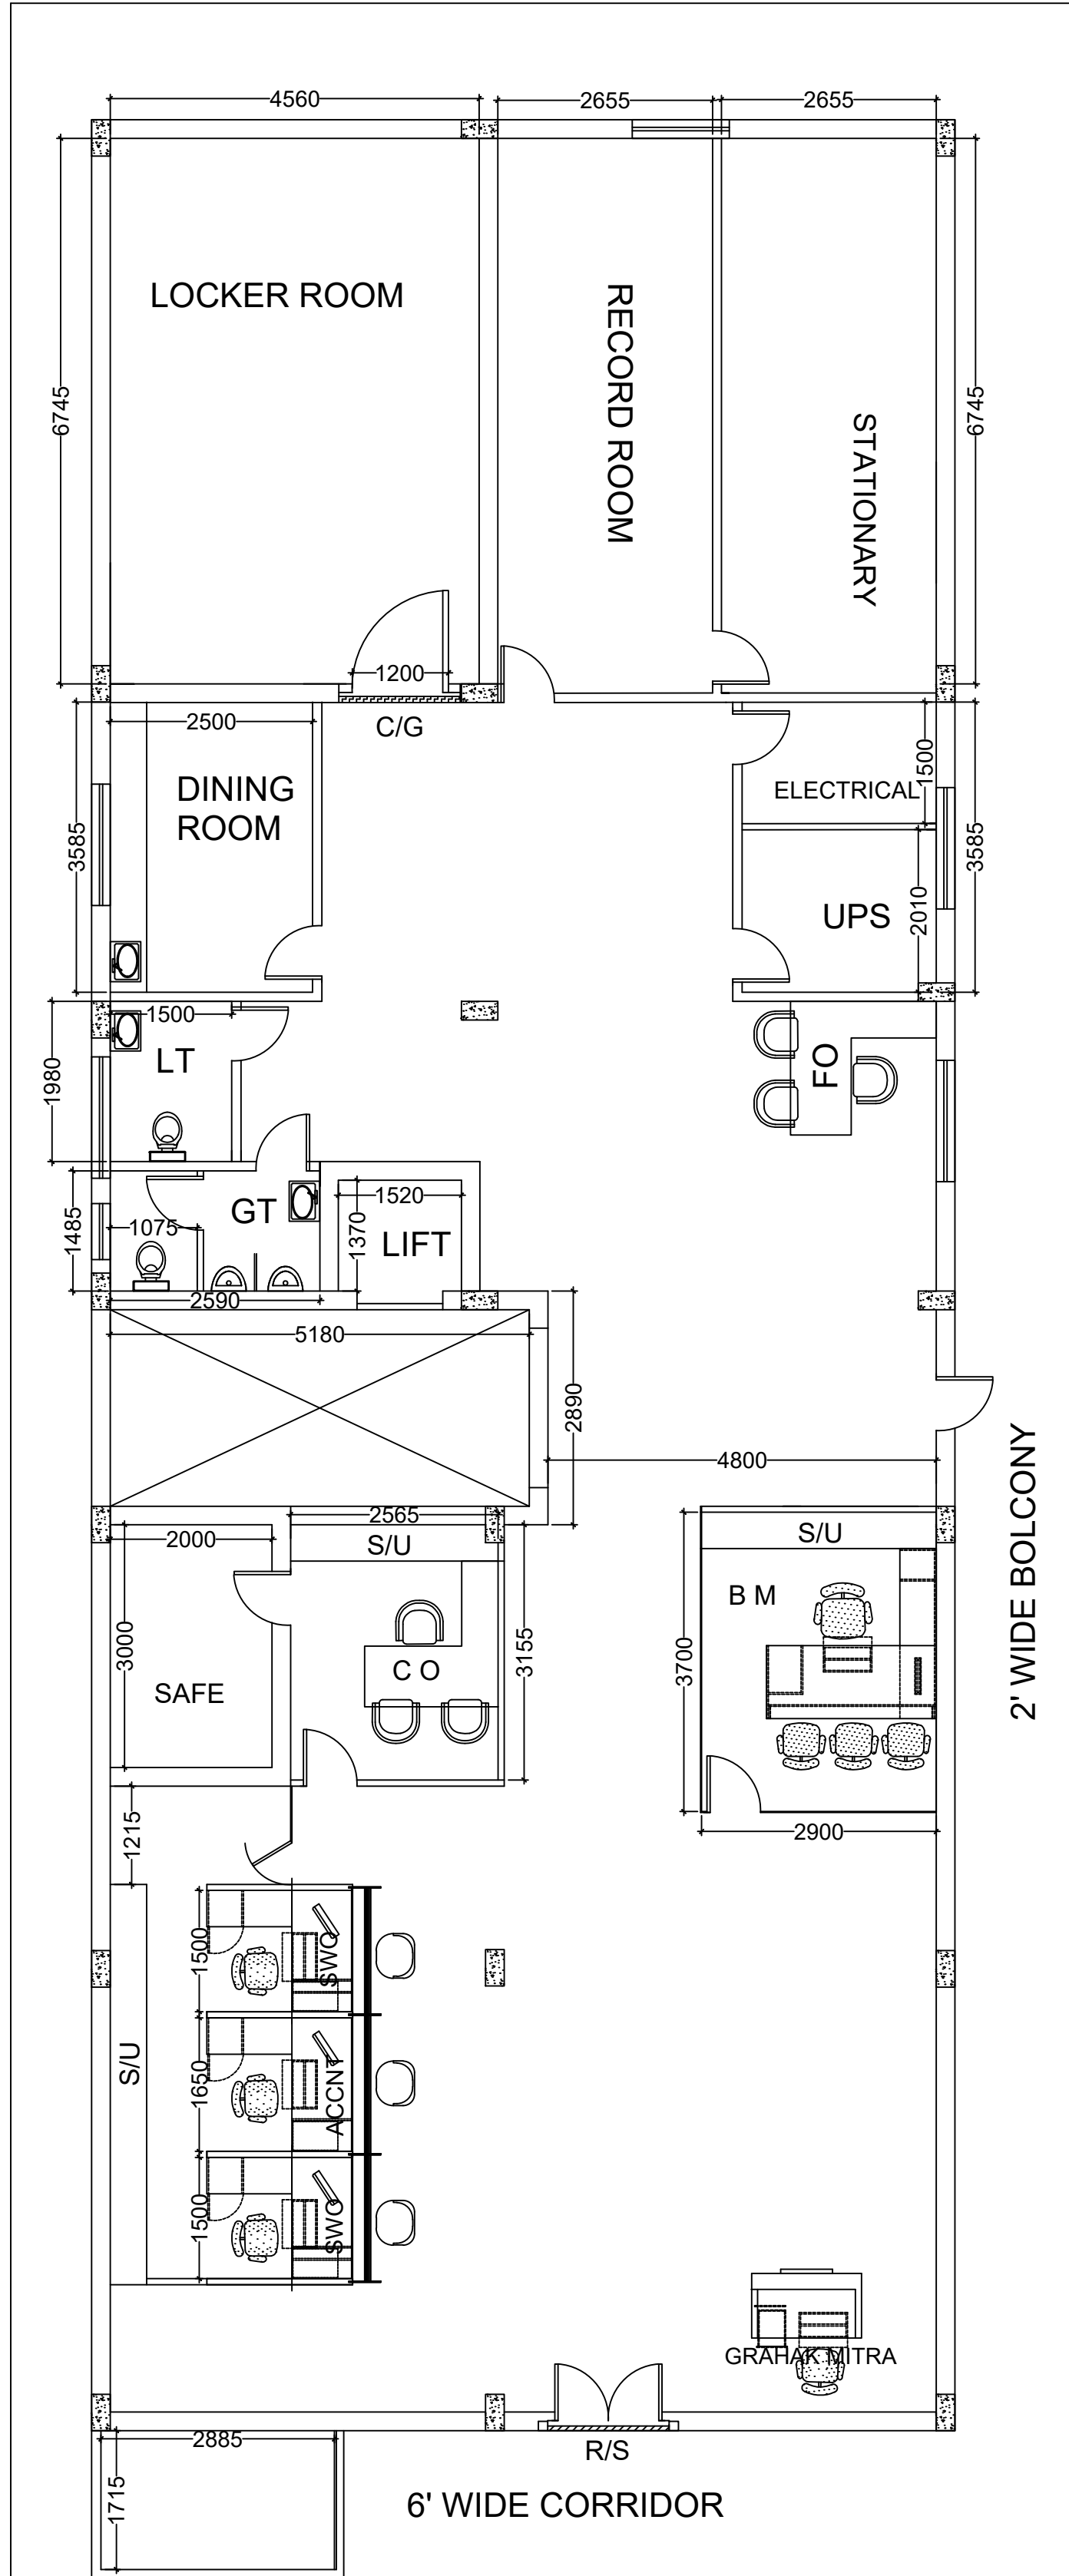 4560
2655
2655
LOCKER ROOM
RECORD ROOM
STATIONARY
6745
6745
1200
C/G
2500
DINING
ROOM
3585
ELECTRICAL
1500
UPS
2010
3585
1500
LT
1980
FO
GT
1075
1485
2590
1520
1370
LIFT
5180
2890
4800
2' WIDE BOLCONY
2565
S/U
2000
3000
SAFE
C O
3155
S/U
B M
3700
2900
1215
S/U
1500
SWO
1650
ACCNT
1500
SWO
GRAHAK MITRA
R/S
2885
1715
6' WIDE CORRIDOR